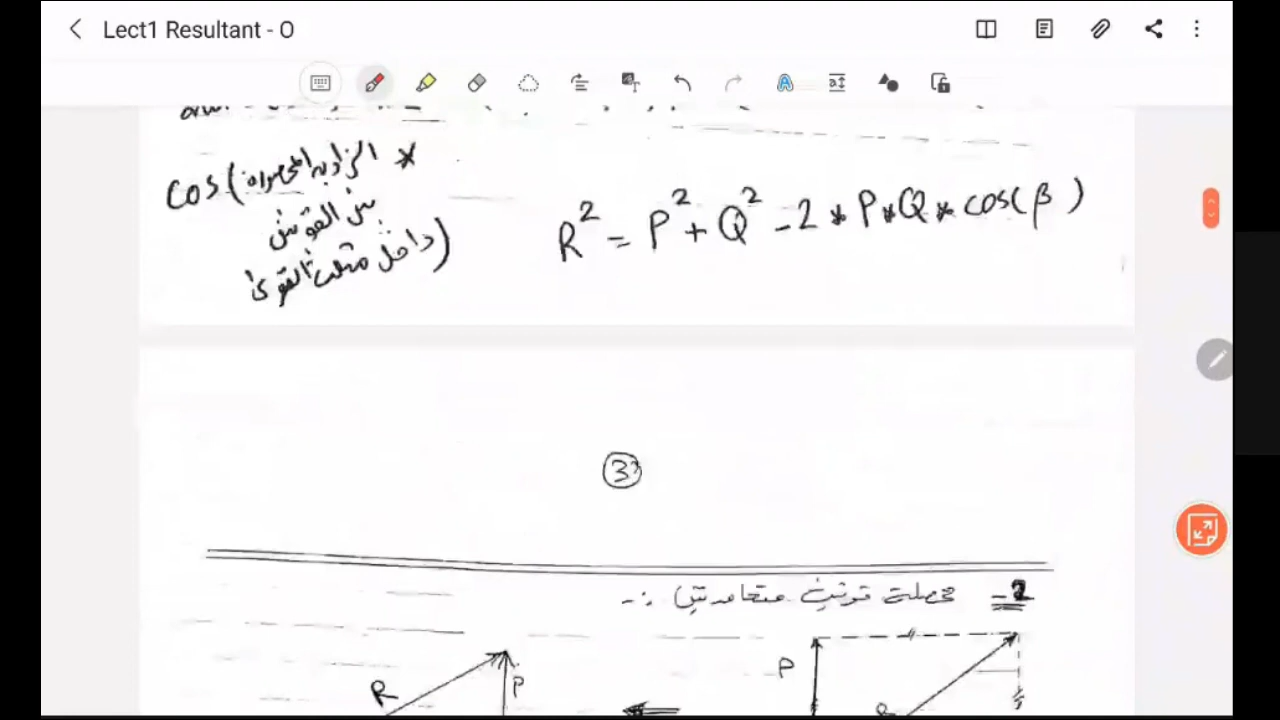 Lect1 Resultant - O
cos( الزاوية المحصورة *
بين القوتين
داخل مثلث القوى )
R² = P² + Q² - 2 * P * Q * cos(β)
3
2- محصلة قوتين متعامدتين :-
P
R
P
R